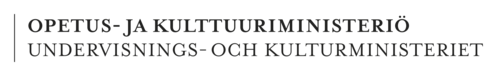 OPETUS- JA KULTTUURIMINISTERIÖ
UNDERVISNINGS- OCH KULTURMINISTERIET